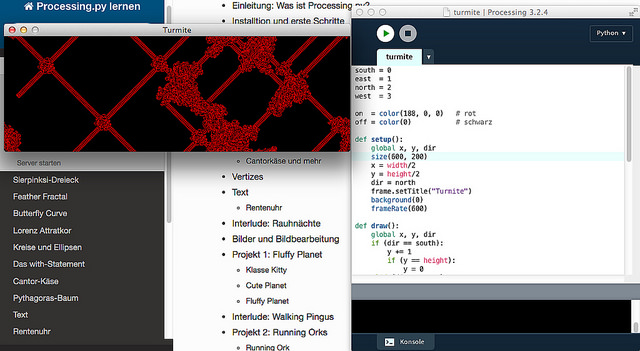 Processing.py lernen
Einleitung: Was ist Processing
Installtion und erste Schritte
Turmite
Server starten
Sierpinksi-Dreieck
Feather Fractal
Butterfly Curve
Lorenz Attratkor
Kreise und Ellipsen
Das with-Statement
Cantor-Käse
Pythagoras-Baum
Text
Rentenuhr
Cantorkäse und mehr
Vertizes
Text
Rentenuhr
Interlude: Rauhnächte
Bilder und Bildbearbeitung
Projekt 1: Fluffy Planet
Klasse Kitty
Cute Planet
Fluffy Planet
Interlude: Walking Pingus
Projekt 2: Running Orks
Running Ork
turmite | Processing 3.2.4
Python ▾
turmite
south = 0
east = 1
north = 2
west = 3
on = color(188, 0, 0) # rot
off = color(0) # schwarz
def setup():
global x, y, dir
size(600, 200)
x = width/2
y = height/2
dir = north
frame.setTitle("Turmite")
background(0)
frameRate(600)
def draw():
global x, y, dir
if (dir == south):
y += 1
if (y == height):
y = 0
Konsole